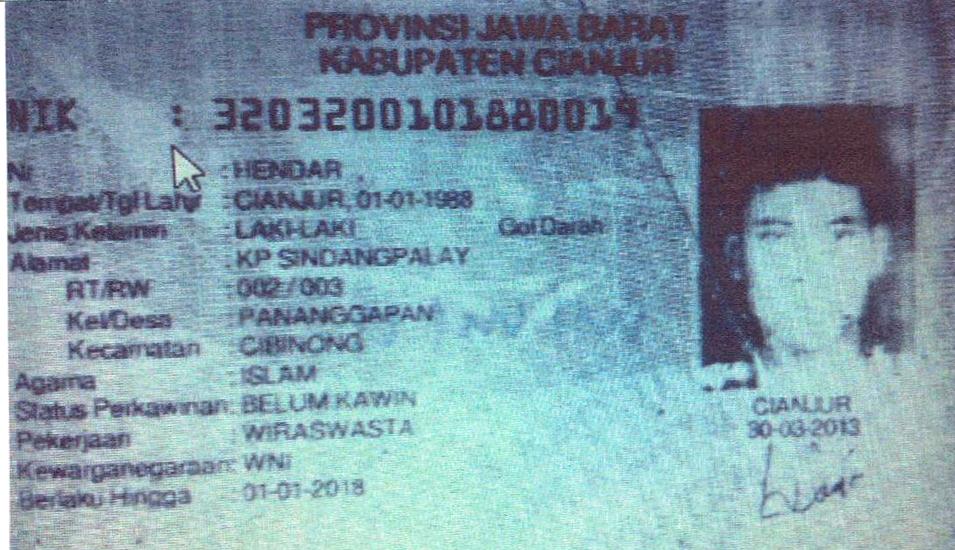 PROVINSI JAWA BARAT
KABUPATEN CIANJUR
NIK : 3203200101880019
: HENDAR
Tempat/Tgl Lahir : CIANJUR, 01-01-1988
Jenis Kelamin : LAKI-LAKI Gol Darah
Alamat : KP SINDANGPALAY
RT/RW : 002 / 003
Kel/Desa : PANANGGAPAN
Kecamatan : CIBINONG
Agama : ISLAM
Status Perkawinan: BELUM KAWIN
Pekerjaan : WIRASWASTA
Kewarganegaraan: WNI
Berlaku Hingga : 01-01-2018
CIANJUR
30-03-2013